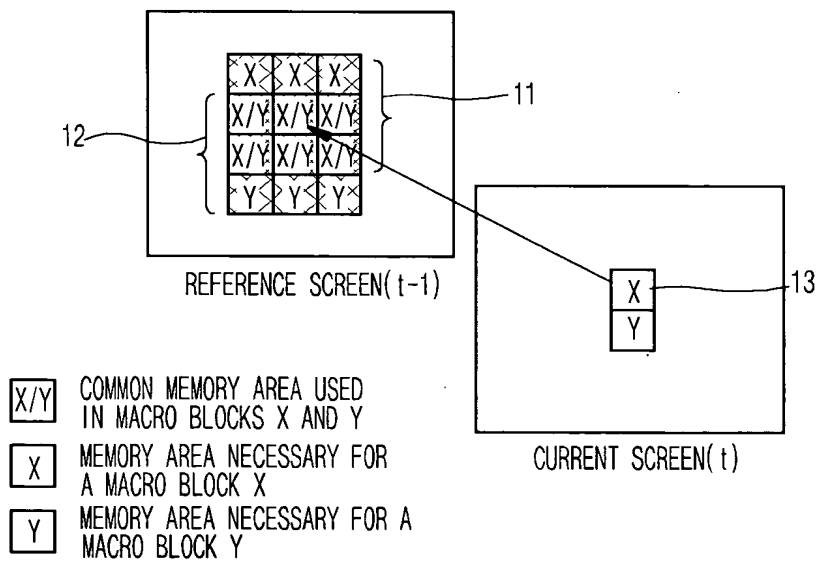 X X X
X/Y X/Y X/Y
X/Y X/Y X/Y
Y Y Y
11
12
REFERENCE SCREEN(t-1)
X
Y
13
CURRENT SCREEN(t)
X/Y COMMON MEMORY AREA USED
IN MACRO BLOCKS X AND Y
X MEMORY AREA NECESSARY FOR
A MACRO BLOCK X
Y MEMORY AREA NECESSARY FOR A
MACRO BLOCK Y